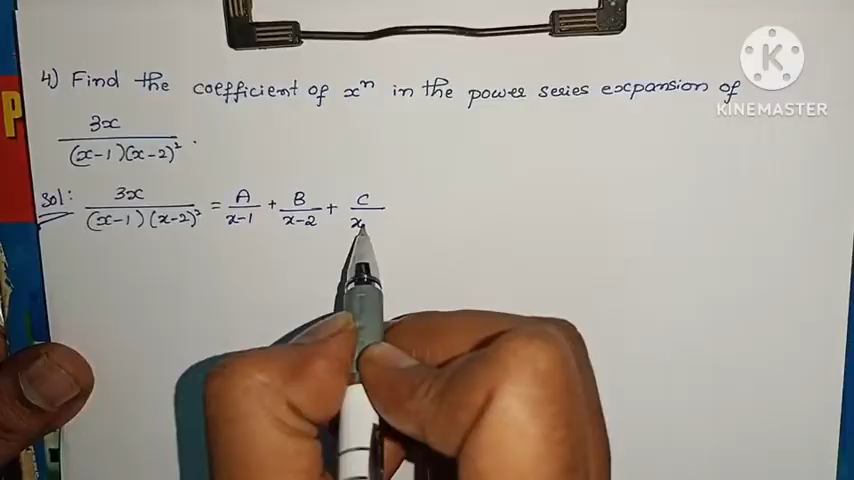 K
KINEMASTER
P
4) Find the coefficient of xⁿ in the power series expansion of
3x / (x-1)(x-2)² .
Sol: 3x / (x-1)(x-2)² = A / x-1 + B / x-2 + C / x